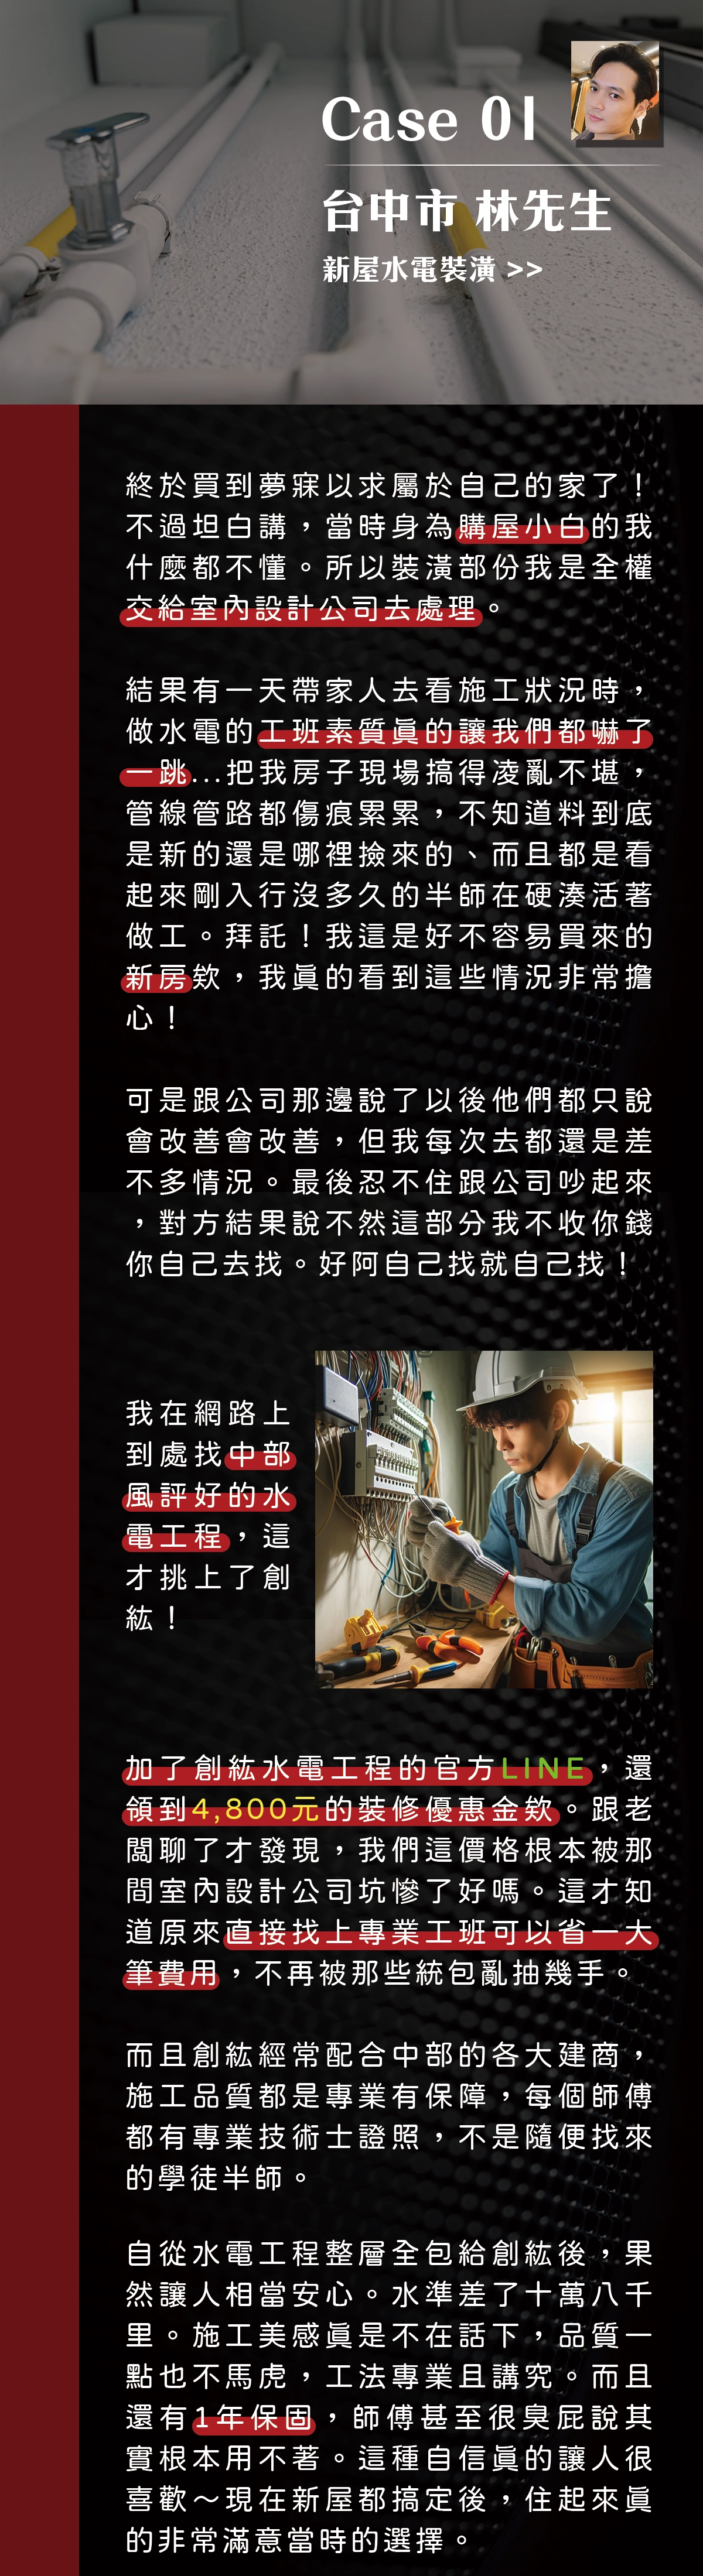 Case 01
台中市 林先生
新屋水電裝潢 >>
終於買到夢寐以求屬於自己的家了！
不過坦白講，當時身為購屋小白的我
什麼都不懂。所以裝潢部份我是全權
交給室內設計公司去處理。
結果有一天帶家人去看施工狀況時，
做水電的工班素質真的讓我們都嚇了
一跳...把我房子現場搞得凌亂不堪，
管線管路都傷痕累累，不知道料到底
是新的還是哪裡撿來的、而且都是看
起來剛入行沒多久的半師在硬湊活著
做工。拜託！我這是好不容易買來的
新房欸，我真的看到這些情況非常擔
心！
可是跟公司那邊說了以後他們都只說
會改善會改善，但我每次去都還是差
不多情況。最後忍不住跟公司吵起來
，對方結果說不然這部分我不收你錢
你自己去找。好阿自己找就自己找！
我在網路上
到處找中部
風評好的水
電工程，這
才挑上了創
紘！
加了創紘水電工程的官方LINE，還
領到4,800元的裝修優惠金欸。跟老
闆聊了才發現，我們這價格根本被那
間室內設計公司坑慘了好嗎。這才知
道原來直接找上專業工班可以省一大
筆費用，不再被那些統包亂抽幾手。
而且創紘經常配合中部的各大建商，
施工品質都是專業有保障，每個師傅
都有專業技術士證照，不是隨便找來
的學徒半師。
自從水電工程整層全包給創紘後，果
然讓人相當安心。水準差了十萬八千
里。施工美感真是不在話下，品質一
點也不馬虎，工法專業且講究。而且
還有1年保固，師傅甚至很臭屁說其
實根本用不著。這種自信真的讓人很
喜歡～現在新屋都搞定後，住起來真
的非常滿意當時的選擇。